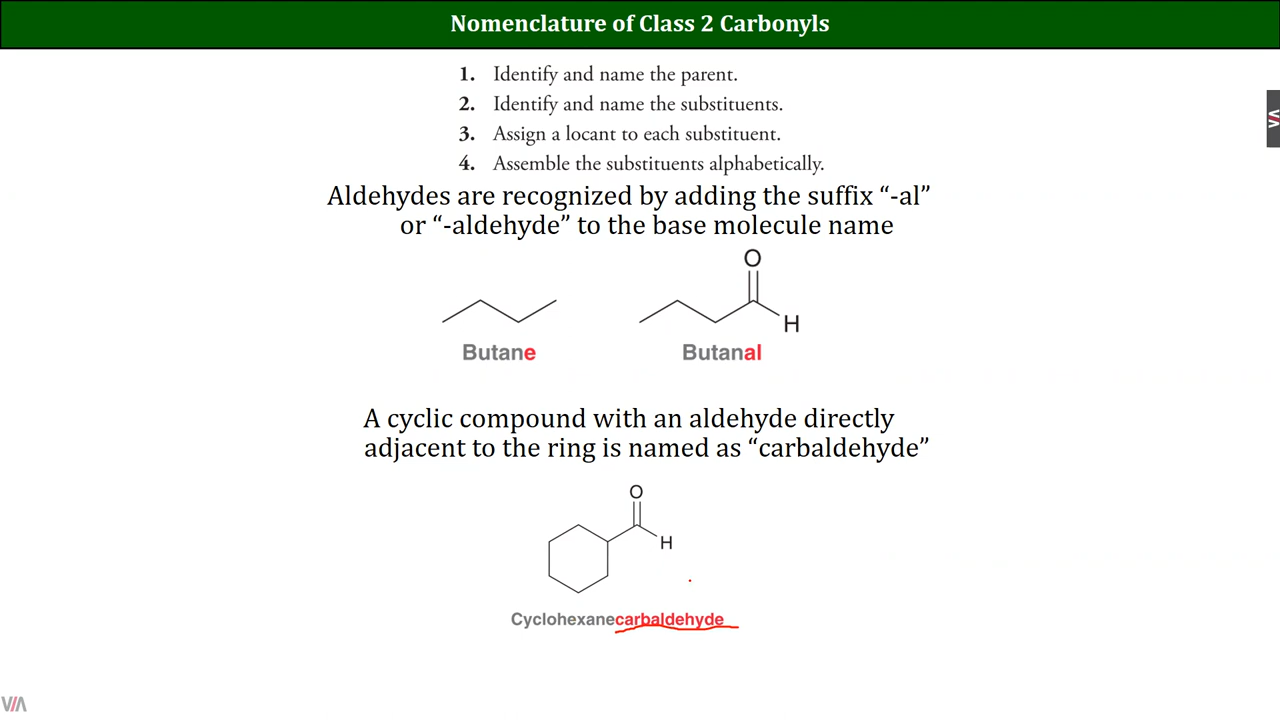 Nomenclature of Class 2 Carbonyls
1. Identify and name the parent.
2. Identify and name the substituents.
3. Assign a locant to each substituent.
4. Assemble the substituents alphabetically.
Aldehydes are recognized by adding the suffix “-al”
or “-aldehyde” to the base molecule name
O
H
Butane
Butanal
A cyclic compound with an aldehyde directly
adjacent to the ring is named as “carbaldehyde”
O
H
Cyclohexanecarbaldehyde
VIA